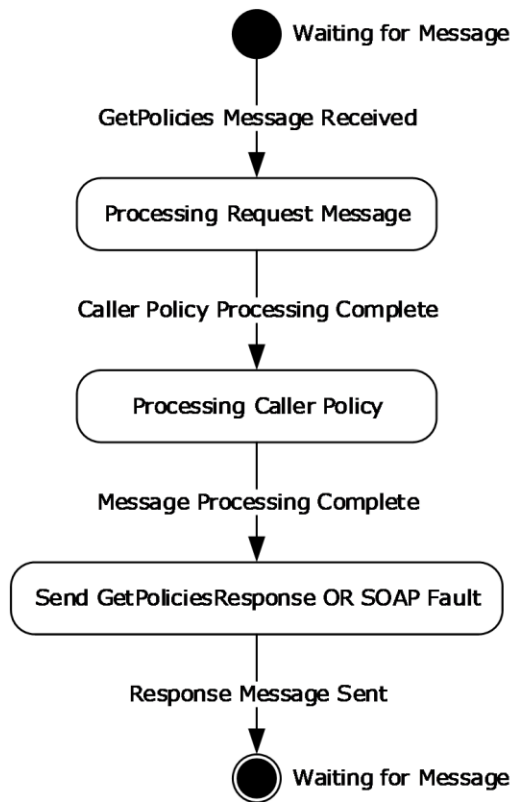 Waiting for Message
GetPolicies Message Received
Processing Request Message
Caller Policy Processing Complete
Processing Caller Policy
Message Processing Complete
Send GetPoliciesResponse OR SOAP Fault
Response Message Sent
Waiting for Message